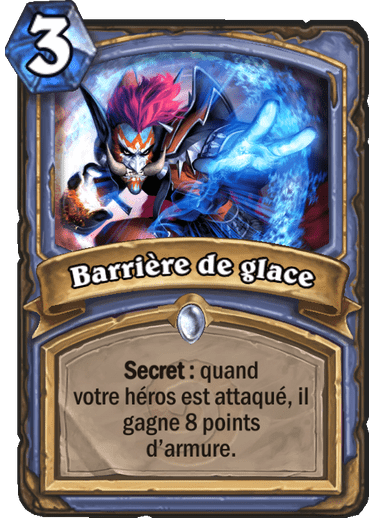 3
Barrière de glace
Secret : quand
votre héros est attaqué, il
gagne 8 points
d’armure.